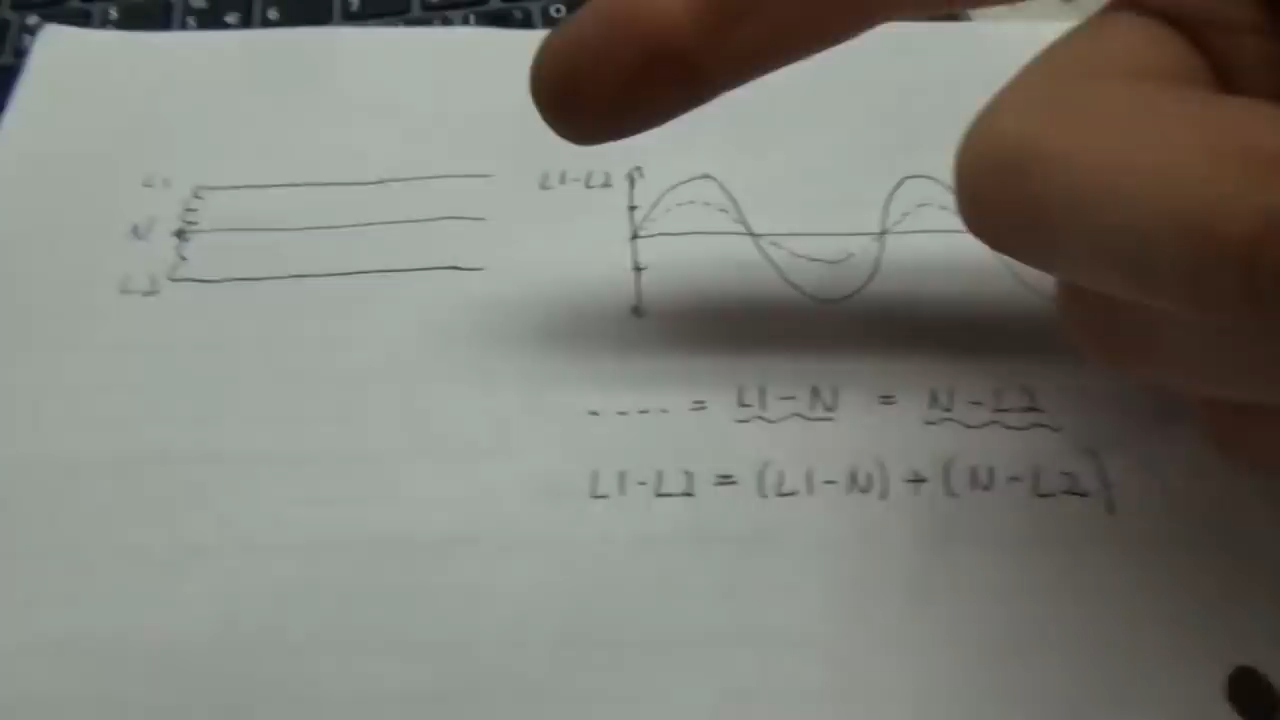 L1
N
L2
L1-L2
---- = L1-N = N-L2
L1-L2 = (L1-N) + (N-L2)